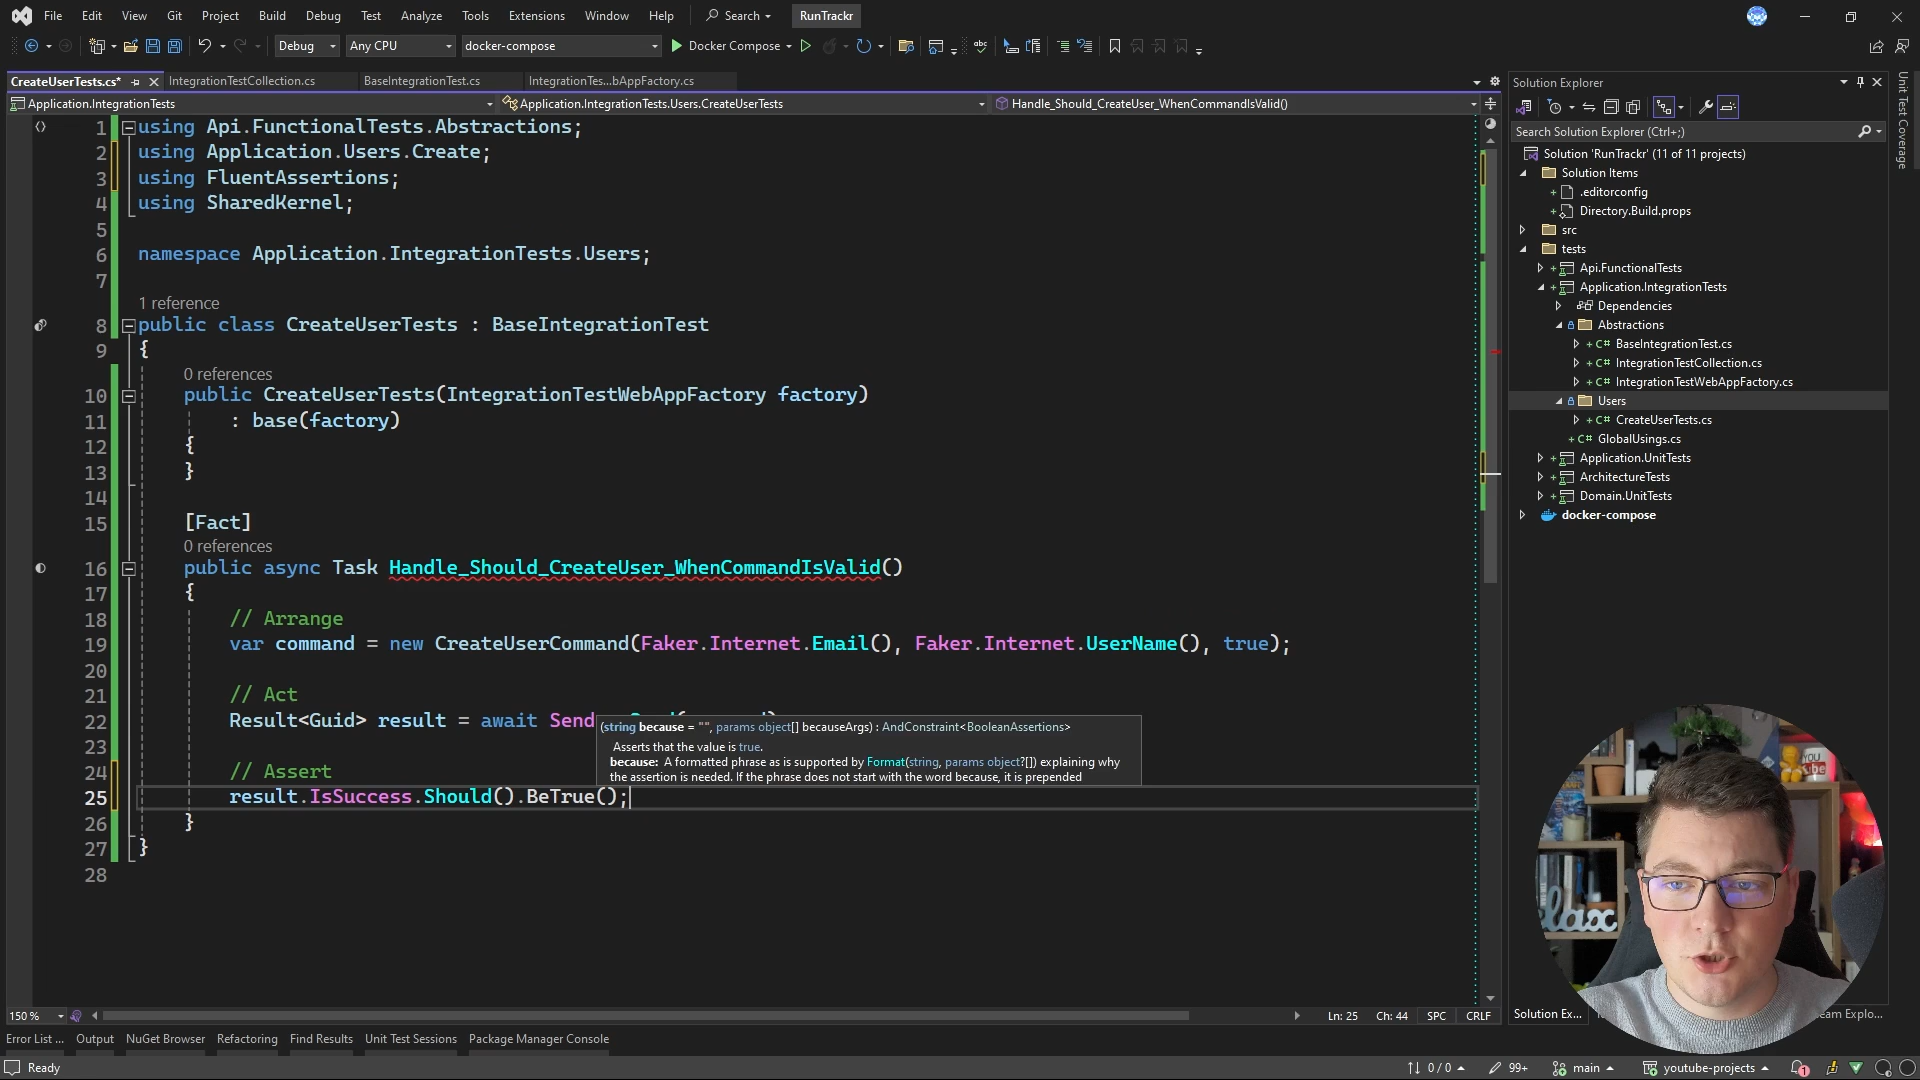 File Edit View Git Project Build Debug Test Analyze Tools Extensions Window Help Search RunTrackr
Debug Any CPU docker-compose Docker Compose
CreateUserTests.cs* IntegrationTestCollection.cs BaseIntegrationTest.cs IntegrationTes...bAppFactory.cs
Application.IntegrationTests Application.IntegrationTests.Users.CreateUserTests Handle_Should_CreateUser_WhenCommandIsValid()
1 using Api.FunctionalTests.Abstractions;
2 using Application.Users.Create;
3 using FluentAssertions;
4 using SharedKernel;
5
6 namespace Application.IntegrationTests.Users;
7
1 reference
8 public class CreateUserTests : BaseIntegrationTest
9 {
0 references
10 public CreateUserTests(IntegrationTestWebAppFactory factory)
11 : base(factory)
12 {
13 }
14
15 [Fact]
0 references
16 public async Task Handle_Should_CreateUser_WhenCommandIsValid()
17 {
18 // Arrange
19 var command = new CreateUserCommand(Faker.Internet.Email(), Faker.Internet.UserName(), true);
20
21 // Act
22 Result<Guid> result = await Send
(string because = "", params object[] becauseArgs) : AndConstraint<BooleanAssertions>
Asserts that the value is true.
because: A formatted phrase as is supported by Format(string, params object?[]) explaining why
the assertion is needed. If the phrase does not start with the word because, it is prepended
23
24 // Assert
25 result.IsSuccess.Should().BeTrue();
26 }
27 }
28
150 % Ln: 25 Ch: 44 SPC CRLF
Error List ... Output NuGet Browser Refactoring Find Results Unit Test Sessions Package Manager Console
Ready 0 / 0 99+ main youtube-projects 1
Solution Explorer
Search Solution Explorer (Ctrl+;)
Solution 'RunTrackr' (11 of 11 projects)
Solution Items
.editorconfig
Directory.Build.props
src
tests
Api.FunctionalTests
Application.IntegrationTests
Dependencies
Abstractions
BaseIntegrationTest.cs
IntegrationTestCollection.cs
IntegrationTestWebAppFactory.cs
Users
CreateUserTests.cs
GlobalUsings.cs
Application.UnitTests
ArchitectureTests
Domain.UnitTests
docker-compose
Solution Ex...
Unit Test Coverage